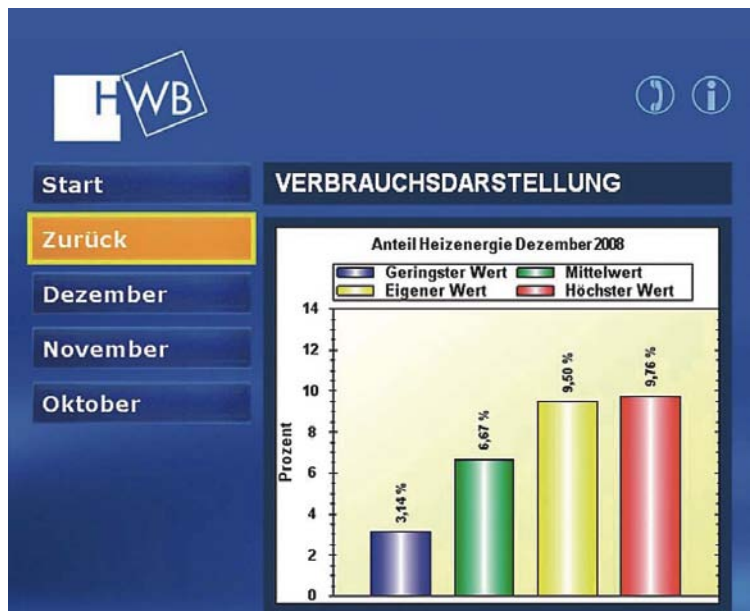 HWB
Start
Zurück
Dezember
November
Oktober
VERBRAUCHSDARSTELLUNG
Anteil Heizenergie Dezember 2008
Geringster Wert Mittelwert
Eigener Wert Höchster Wert
Prozent
14
12
10
8
6
4
2
0
3,14 %
6,67 %
9,50 %
9,76 %